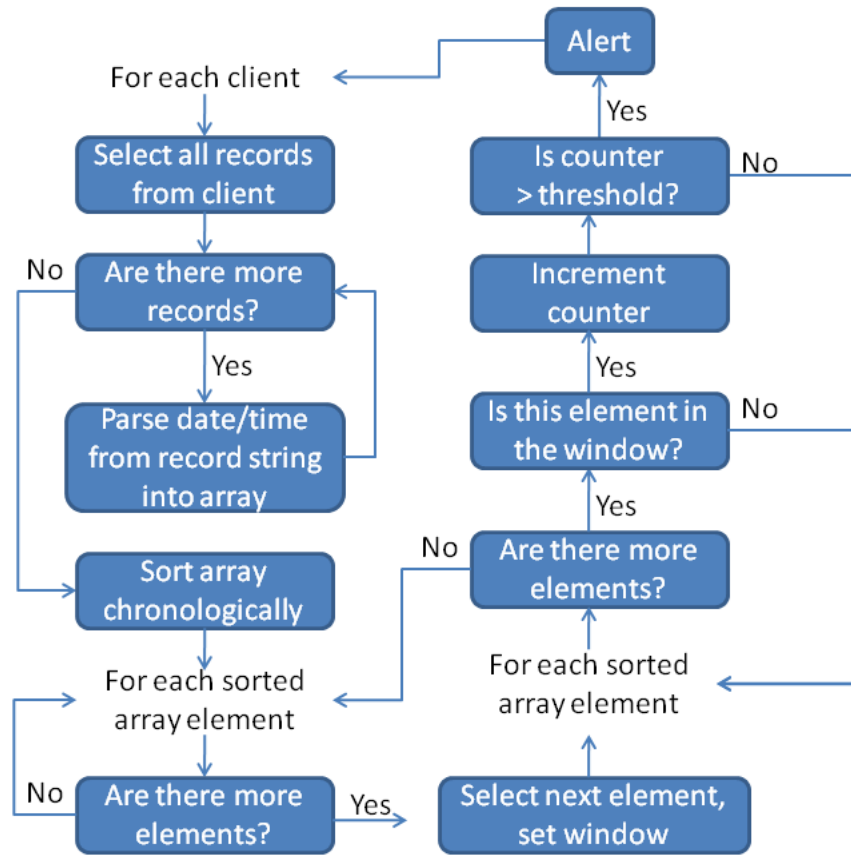 Alert
For each client
Yes
Select all records
from client
Is counter
> threshold?
No
No
Are there more
records?
Increment
counter
Yes
Yes
Parse date/time
from record string
into array
Is this element in
the window?
No
Yes
No
Sort array
chronologically
Are there more
elements?
For each sorted
array element
For each sorted
array element
No
Are there more
elements?
Yes
Select next element,
set window